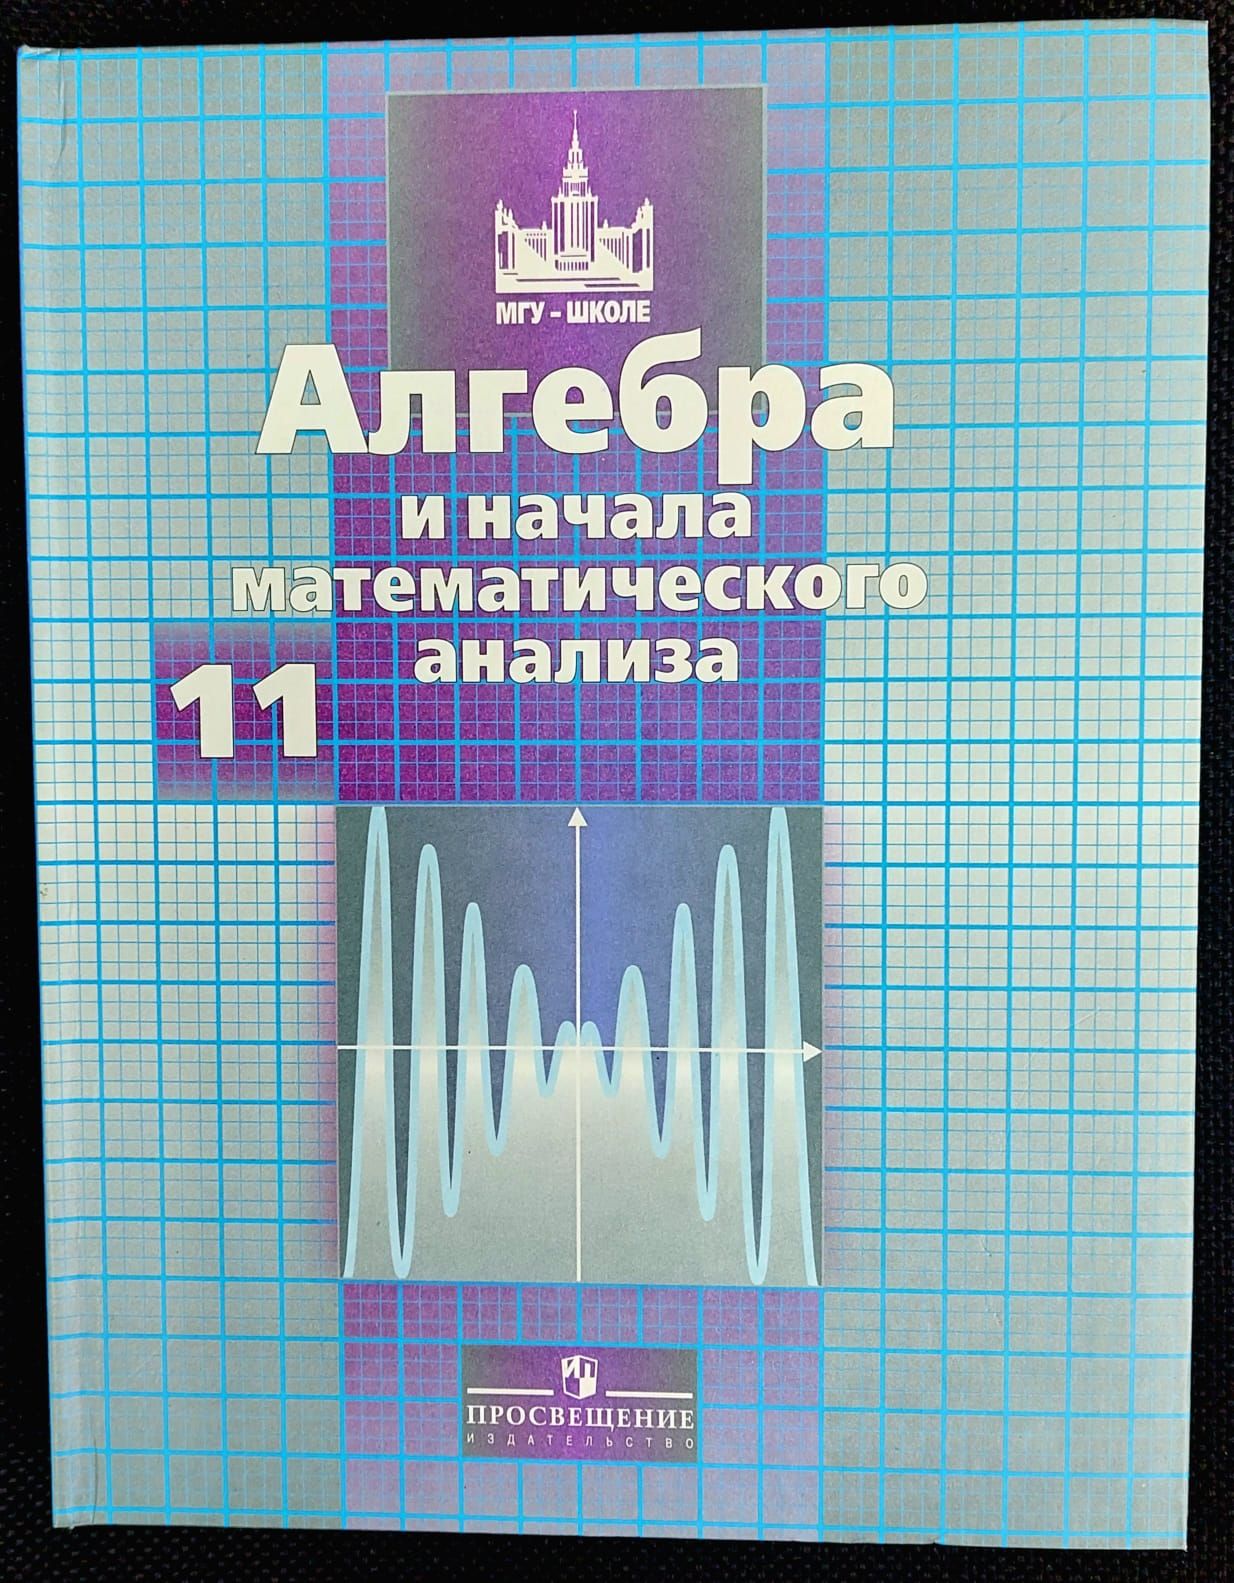 МГУ - ШКОЛЕ
Алгебра
и начала
математического
анализа
11
ПРОСВЕЩЕНИЕ
ИЗДАТЕЛЬСТВО